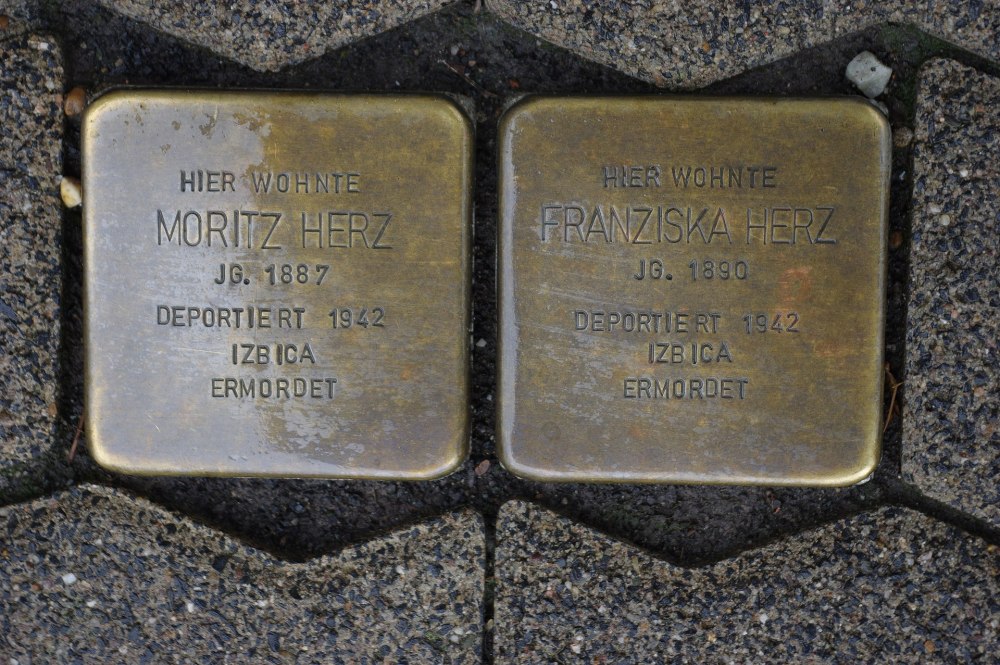 HIER WOHNTE
MORITZ HERZ
JG. 1887
DEPORTIERT 1942
IZBICA
ERMORDET
HIER WOHNTE
FRANZISKA HERZ
JG. 1890
DEPORTIERT 1942
IZBICA
ERMORDET